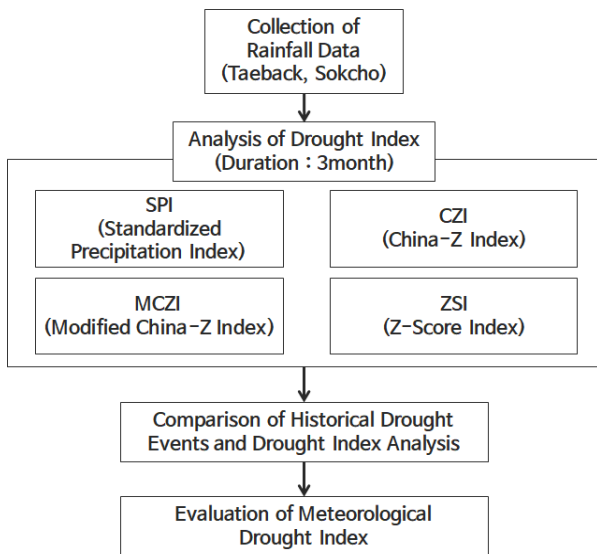 Collection of
Rainfall Data
(Taeback, Sokcho)
Analysis of Drought Index
(Duration : 3month)
SPI
(Standardized
Precipitation Index)
CZI
(China-Z Index)
MCZI
(Modified China-Z Index)
ZSI
(Z-Score Index)
Comparison of Historical Drought
Events and Drought Index Analysis
Evaluation of Meteorological
Drought Index